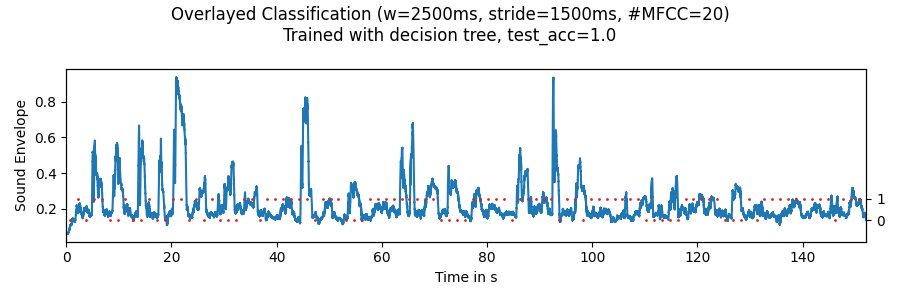 Overlayed Classification (w=2500ms, stride=1500ms, #MFCC=20)
Trained with decision tree, test_acc=1.0
Sound Envelope
0.8
0.6
0.4
0.2
1
0
0 20 40 60 80 100 120 140
Time in s